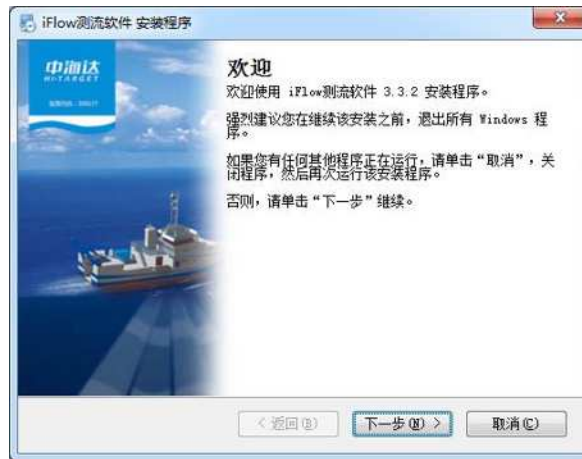 iFlow测流软件 安装程序
中海达
HI-TARGET
欢迎
欢迎使用 iFlow测流软件 3.3.2 安装程序。
强烈建议您在继续该安装之前，退出所有 Windows 程
序。
如果您有任何其他程序正在运行，请单击“取消”，关
闭程序，然后再次运行该安装程序。
否则，请单击“下一步”继续。
< 返回(B)
下一步(N) >
取消(C)